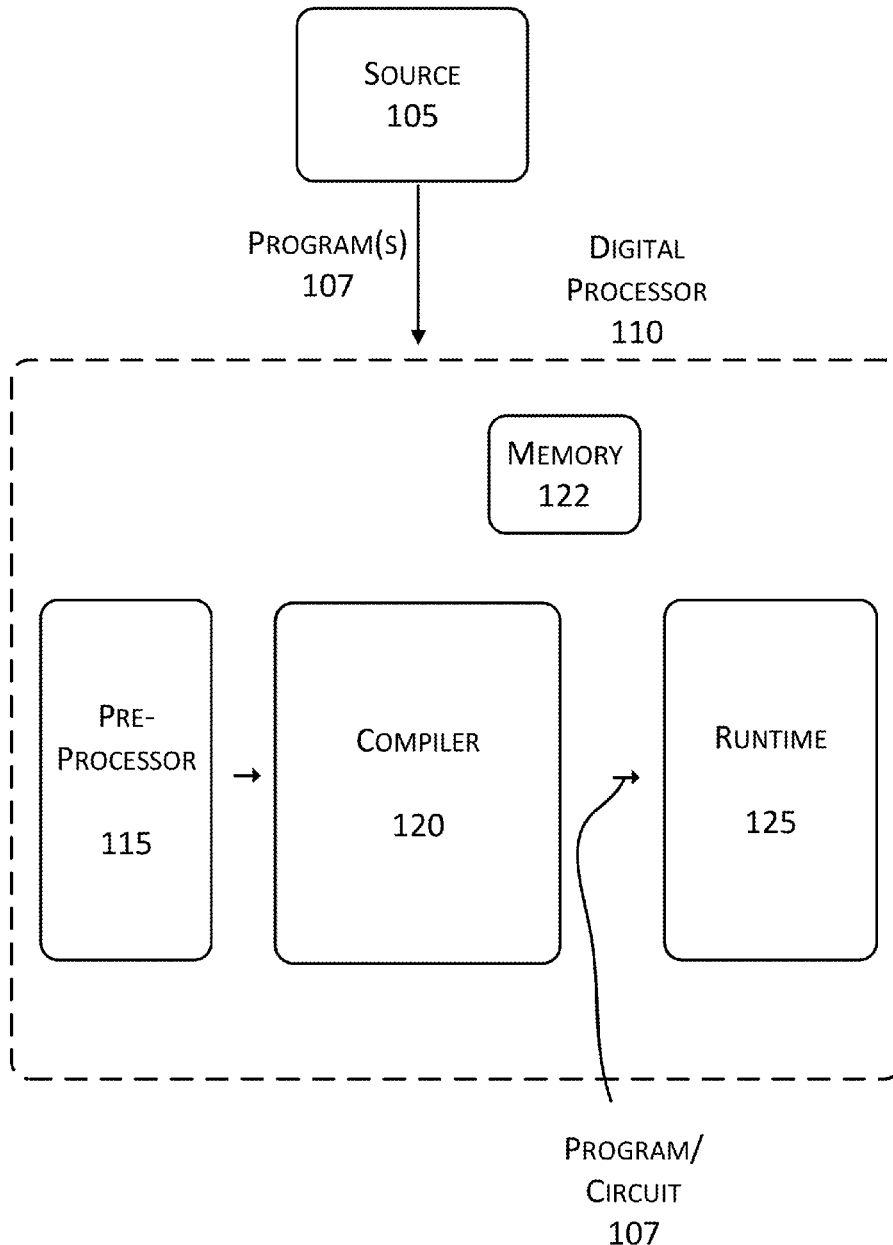 SOURCE
105
PROGRAM(S)
107
DIGITAL
PROCESSOR
110
MEMORY
122
PRE-
PROCESSOR
115
COMPILER
120
RUNTIME
125
PROGRAM/
CIRCUIT
107